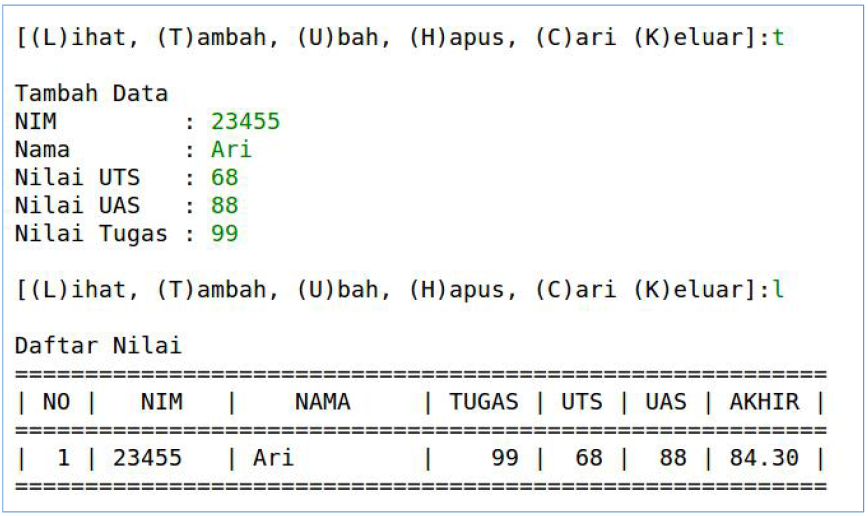 [(L)ihat, (T)ambah, (U)bah, (H)apus, (C)ari (K)eluar]:t
Tambah Data
NIM         : 23455
Nama        : Ari
Nilai UTS   : 68
Nilai UAS   : 88
Nilai Tugas : 99
[(L)ihat, (T)ambah, (U)bah, (H)apus, (C)ari (K)eluar]:l
Daftar Nilai
==========================================================
| NO |   NIM   |    NAMA     | TUGAS | UTS | UAS | AKHIR |
==========================================================
|  1 | 23455   | Ari         |    99 |  68 |  88 | 84.30 |
==========================================================